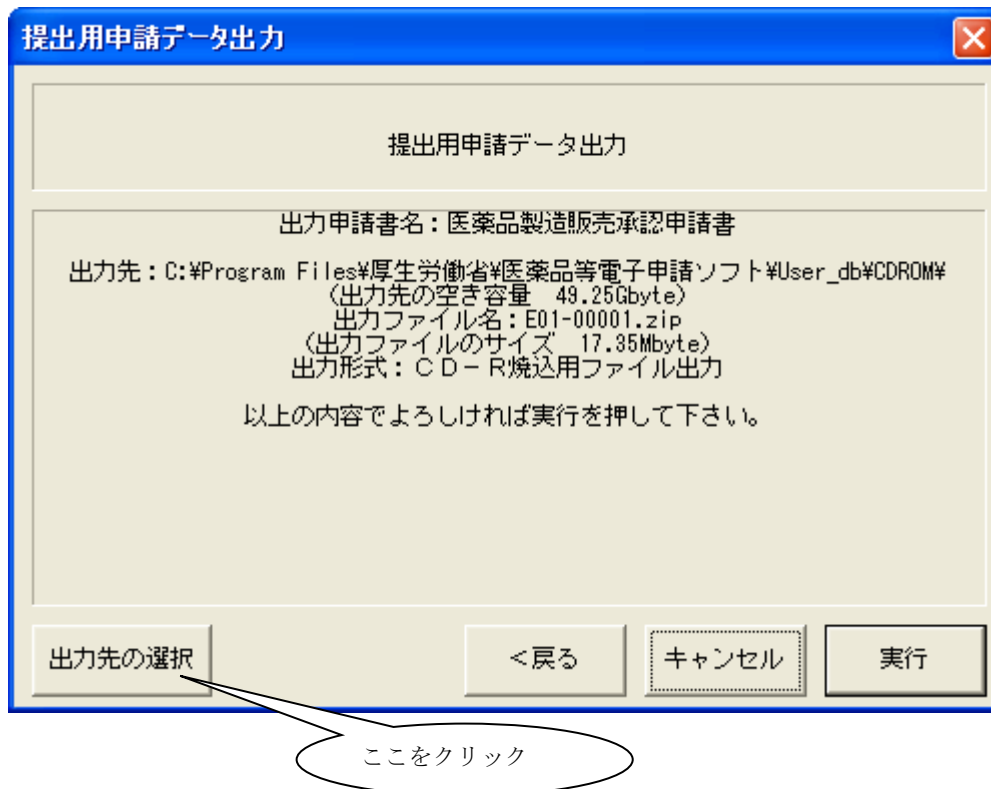 提出用申請データ出力
提出用申請データ出力
出力申請書名：医薬品製造販売承認申請書
出力先：C:¥Program Files¥厚生労働省¥医薬品等電子申請ソフト¥User_db¥CDROM¥
（出力先の空き容量　49.25Gbyte）
出力ファイル名：E01-00001.zip
（出力ファイルのサイズ　17.35Mbyte）
出力形式：ＣＤ－Ｒ焼込用ファイル出力
以上の内容でよろしければ実行を押して下さい。
出力先の選択
<戻る
キャンセル
実行
ここをクリック